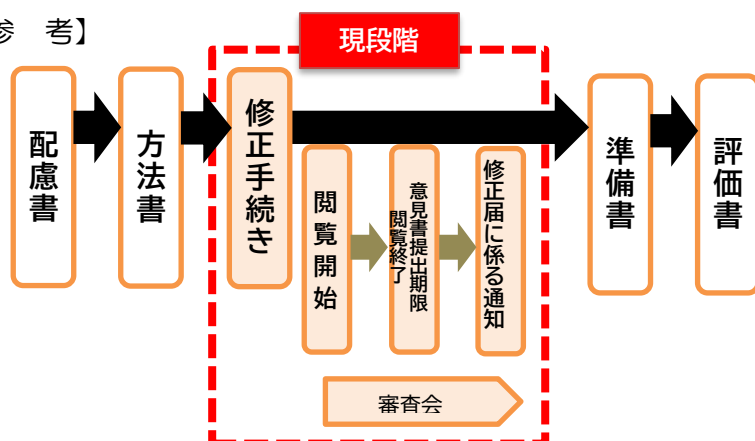 参 考】
現段階
配慮書
方法書
修正手続き
閲覧開始
意見書提出期限
閲覧終了
修正届に係る通知
審査会
準備書
評価書